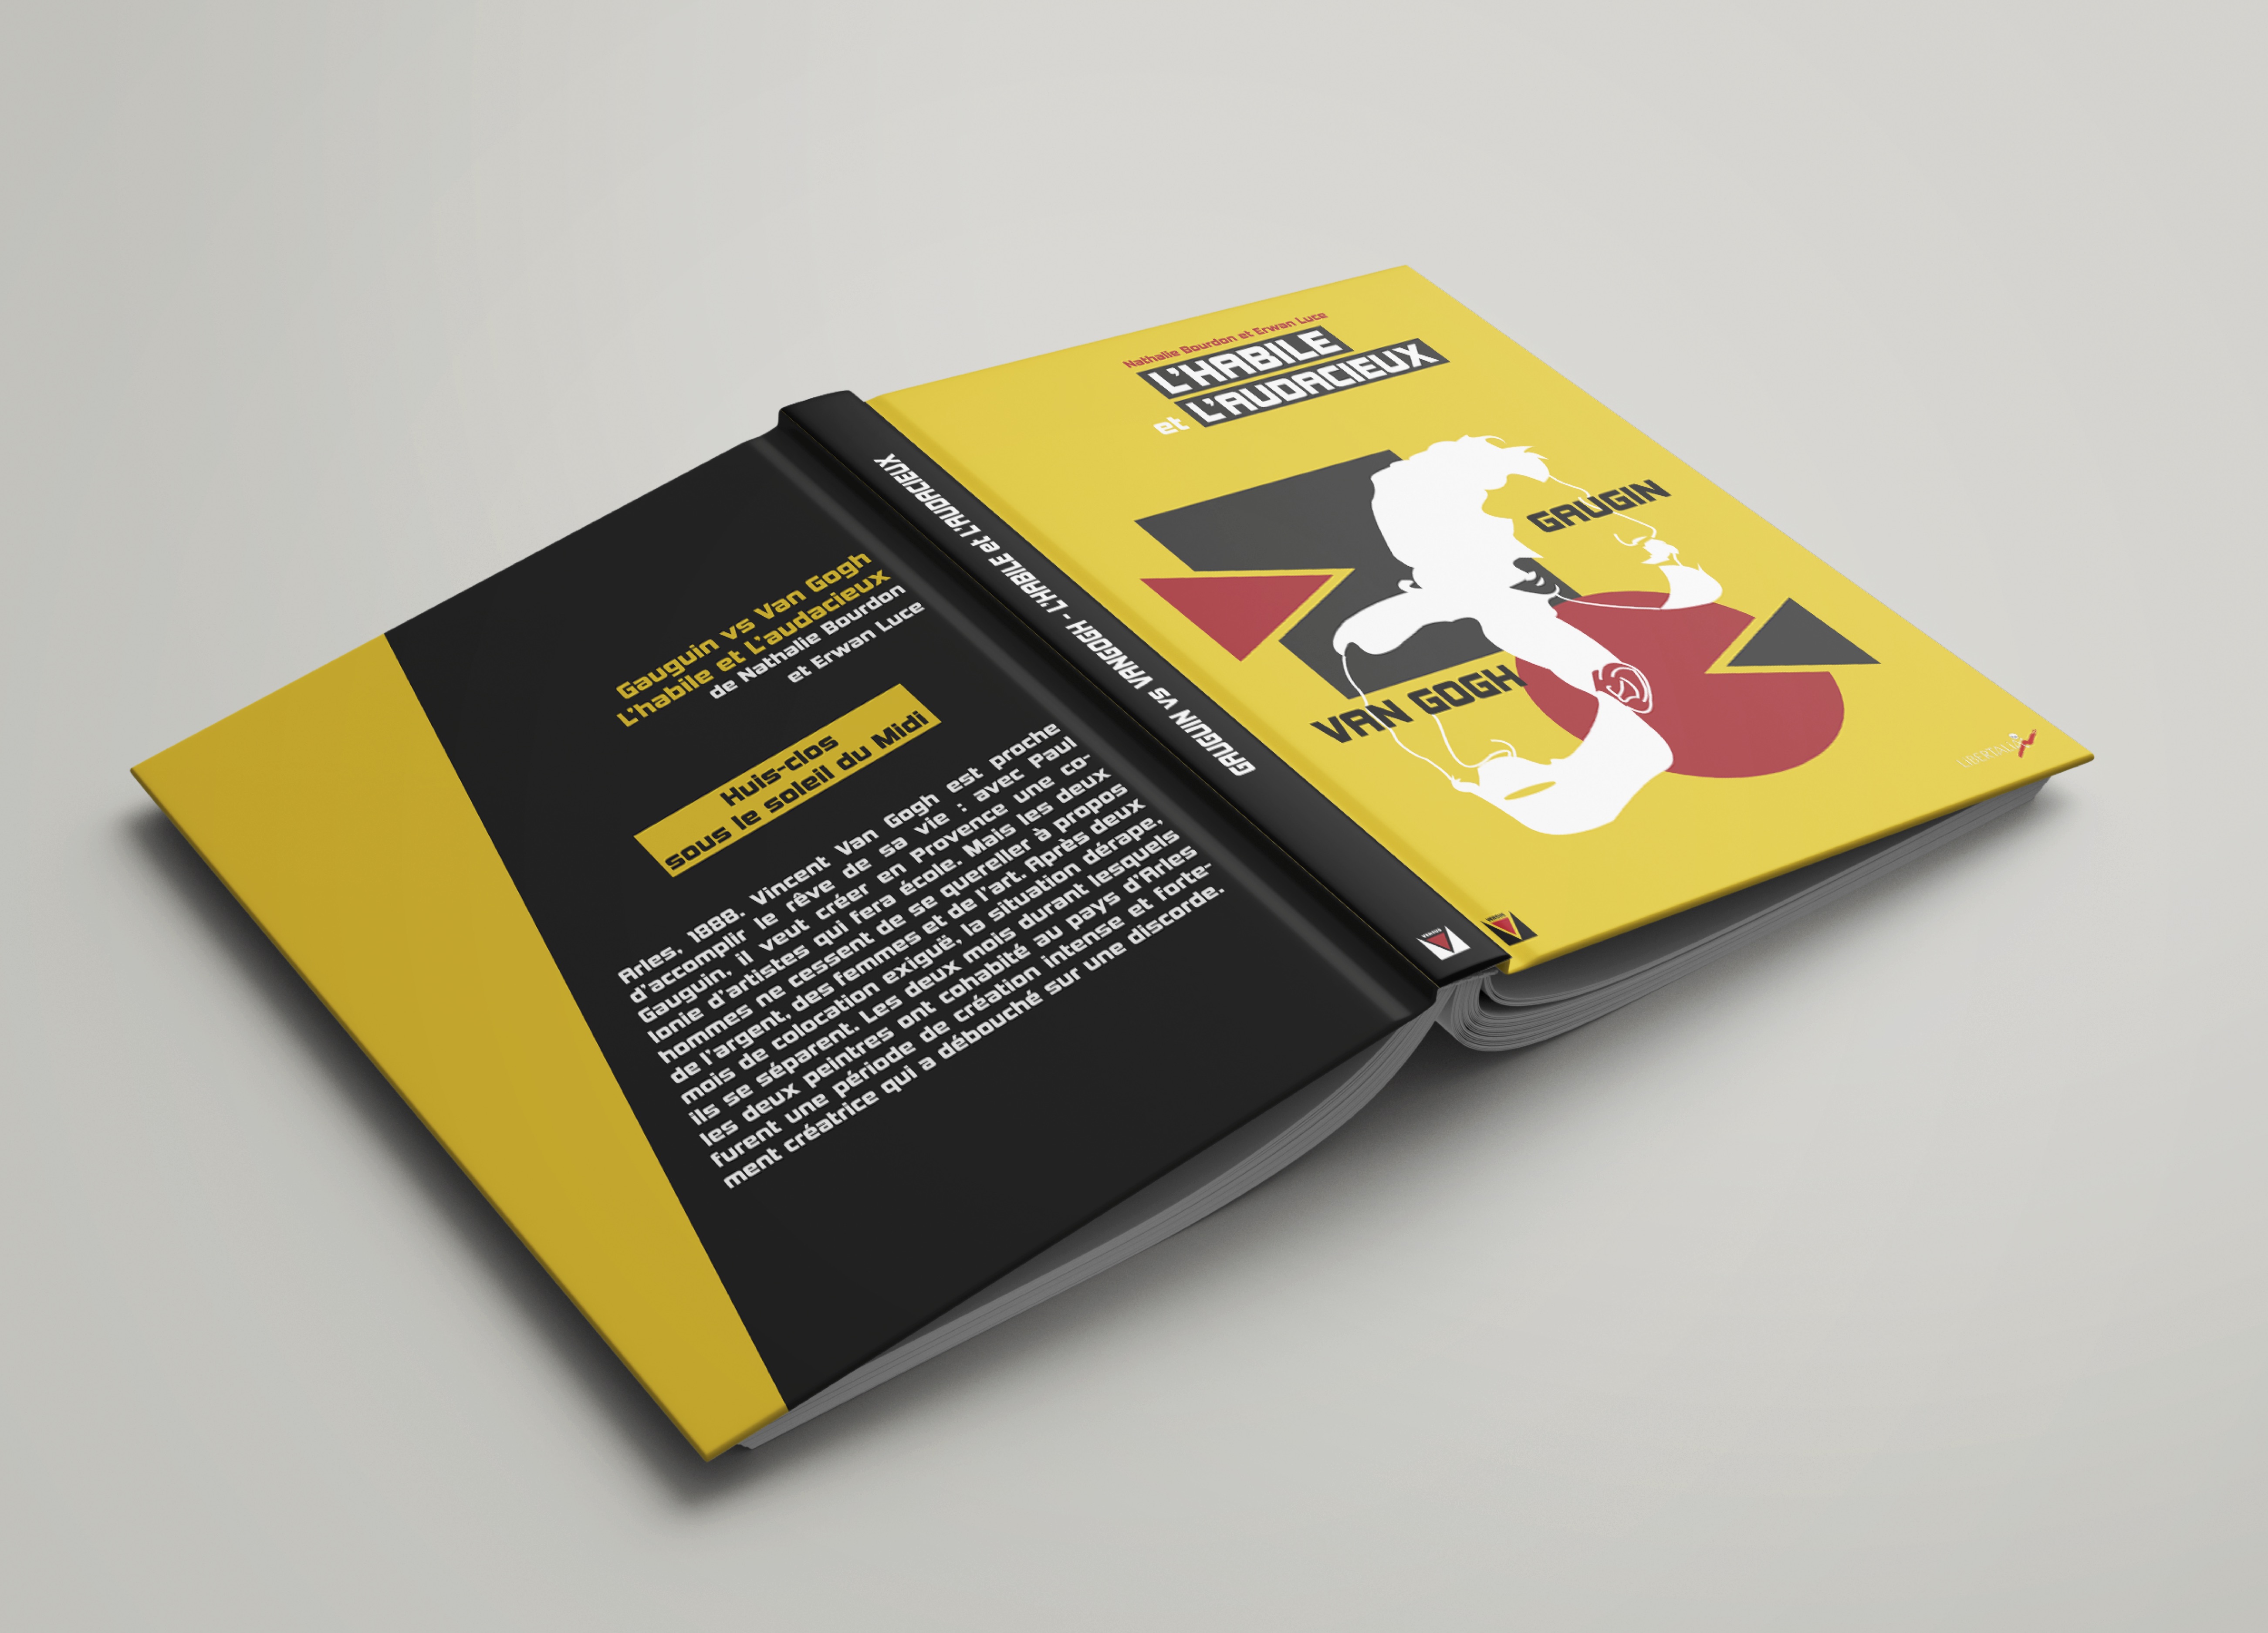 Nathalie Bourdon et Erwan Luce
L'HABILE
et L'AUDACIEUX
GAUGIN
VAN GOGH
LIBERTALIA
GAUGUIN vs VANGOGH - L'HABILE et L'AUDACIEUX
Gauguin vs Van Gogh
L'habile et L'audacieux
de Nathalie Bourdon
et Erwan Luce
Huis-clos
sous le soleil du Midi
Arles, 1888. Vincent Van Gogh est proche
d'accomplir le rêve de sa vie : avec Paul
Gauguin, il veut créer en Provence une co-
lonie d'artistes qui fera école. Mais les deux
hommes ne cessent de se quereller à propos
de l'argent, des femmes et de l'art. Après deux
mois de colocation exiguë, la situation dérape,
ils se séparent. Les deux mois durant lesquels
les deux peintres ont cohabité au pays d'Arles
furent une période de création intense et forte-
ment créatrice qui a débouché sur une discorde.